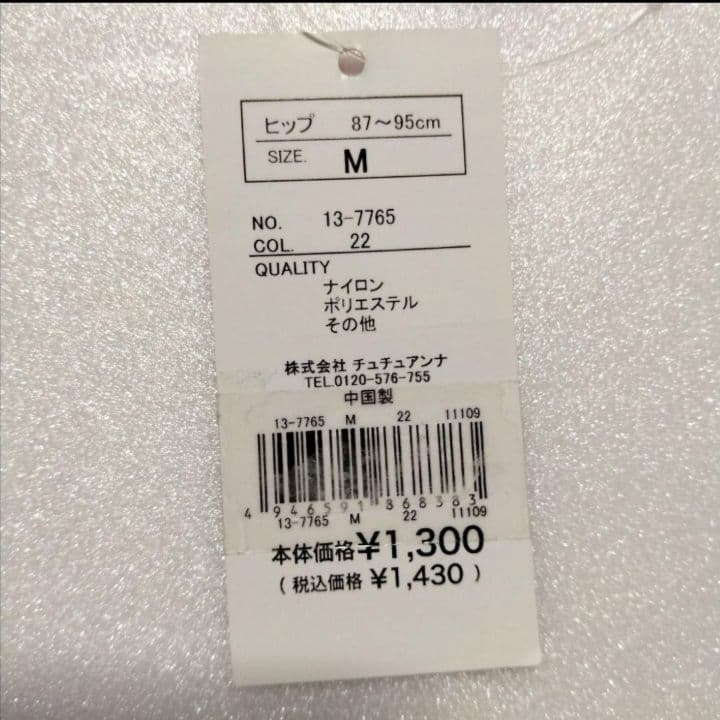 ヒップ 87～95cm
SIZE. M
NO. 13-7765
COL. 22
QUALITY
ナイロン
ポリエステル
その他
株式会社 チュチュアンナ
TEL.0120-576-755
中国製
13-7765 M 22 11109
4 946591 868383
13-7765 M 22 11109
本体価格¥1,300
( 税込価格 ¥1,430 )